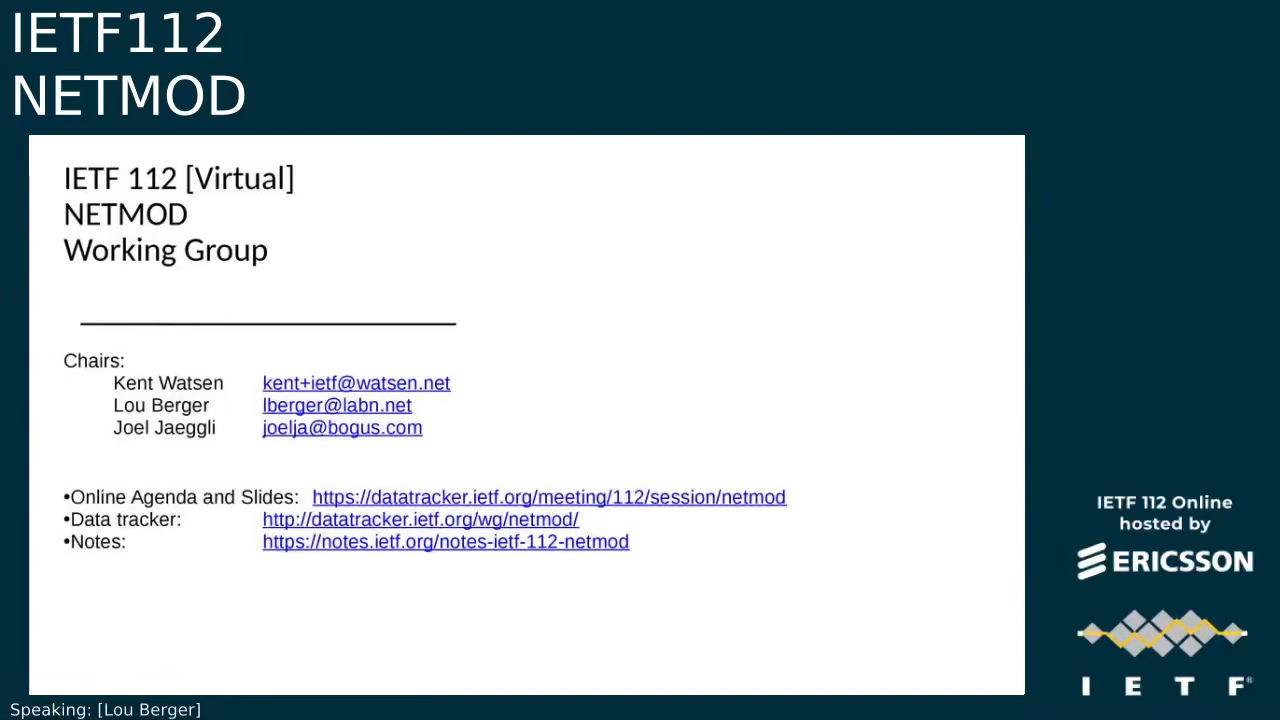 IETF112
NETMOD
IETF 112 [Virtual]
NETMOD
Working Group
Chairs:
Kent Watsen kent+ietf@watsen.net
Lou Berger lberger@labn.net
Joel Jaeggli joelja@bogus.com
•Online Agenda and Slides: https://datatracker.ietf.org/meeting/112/session/netmod
•Data tracker: http://datatracker.ietf.org/wg/netmod/
•Notes: https://notes.ietf.org/notes-ietf-112-netmod
IETF 112 Online
hosted by
ERICSSON
I E T F®
Speaking: [Lou Berger]